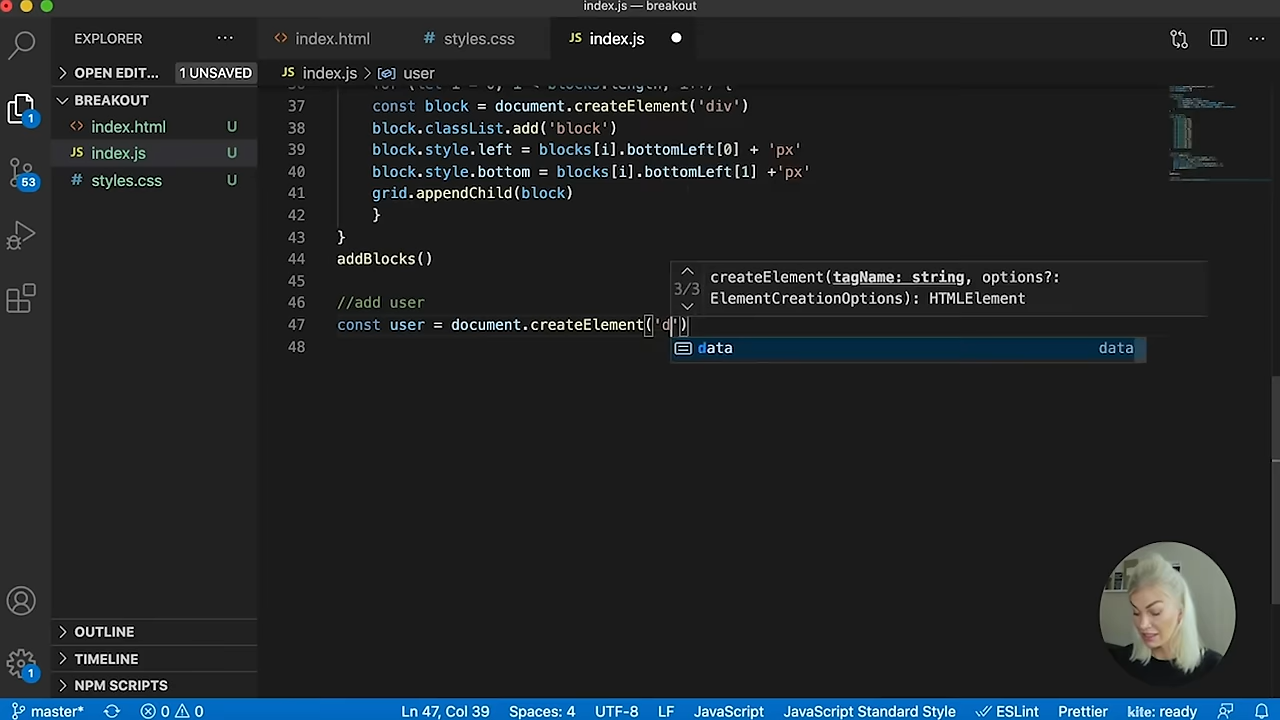 index.js — breakout
EXPLORER
OPEN EDIT...
1 UNSAVED
BREAKOUT
index.html U
index.js U
styles.css U
OUTLINE
TIMELINE
NPM SCRIPTS
1
53
1
index.html
styles.css
index.js
index.js > user
37 const block = document.createElement('div')
38 block.classList.add('block')
39 block.style.left = blocks[i].bottomLeft[0] + 'px'
40 block.style.bottom = blocks[i].bottomLeft[1] +'px'
41 grid.appendChild(block)
42 }
43 }
44 addBlocks()
45
46 //add user
47 const user = document.createElement('d')
48
3/3
createElement(tagName: string, options?:
ElementCreationOptions): HTMLElement
data data
master* 0 0 Ln 47, Col 39 Spaces: 4 UTF-8 LF JavaScript JavaScript Standard Style ESLint Prettier kite: ready